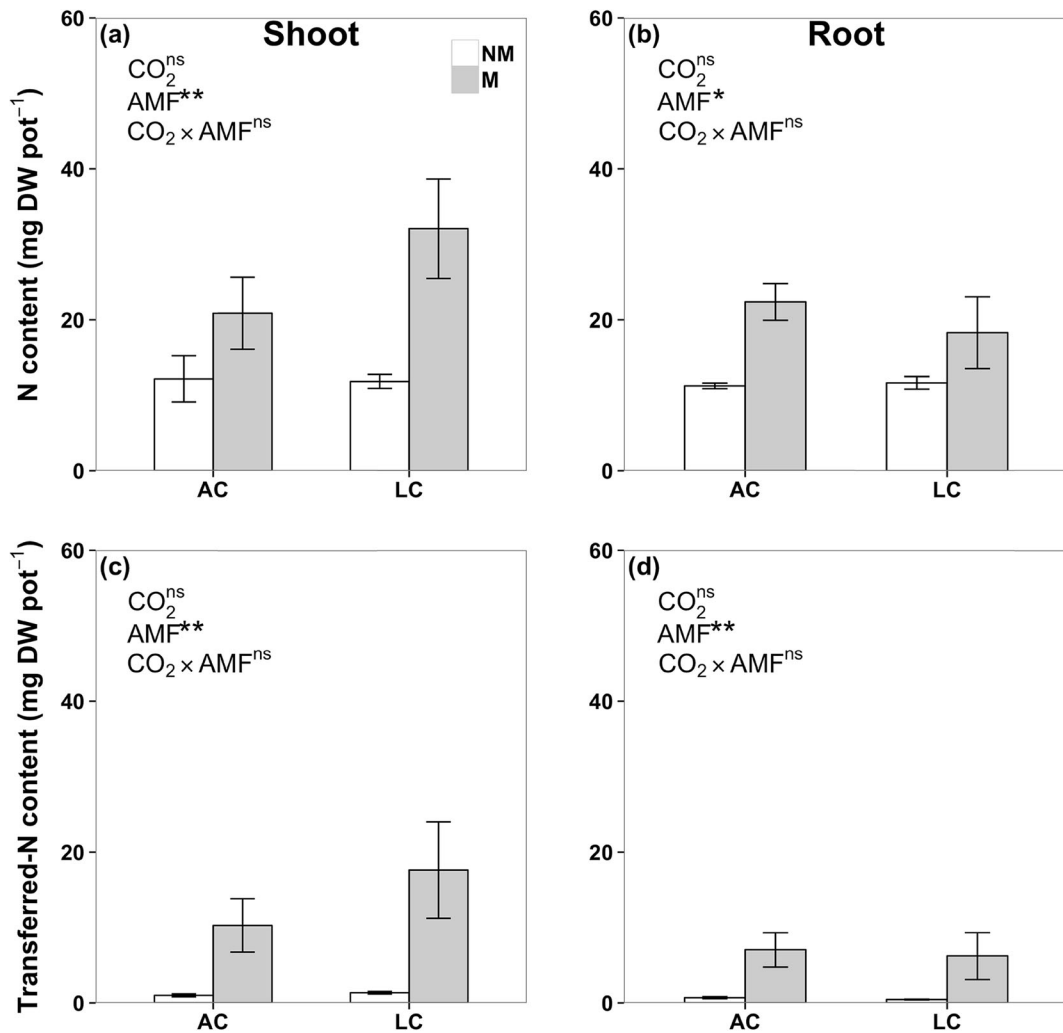 (a) Shoot
NM
M
CO₂ⁿˢ
AMF**
CO₂ × AMFⁿˢ
N content (mg DW pot⁻¹)
60
40
20
0
AC LC
(b) Root
CO₂ⁿˢ
AMF*
CO₂ × AMFⁿˢ
60
40
20
0
AC LC
(c)
CO₂ⁿˢ
AMF**
CO₂ × AMFⁿˢ
Transferred-N content (mg DW pot⁻¹)
60
40
20
0
AC LC
(d)
CO₂ⁿˢ
AMF**
CO₂ × AMFⁿˢ
60
40
20
0
AC LC